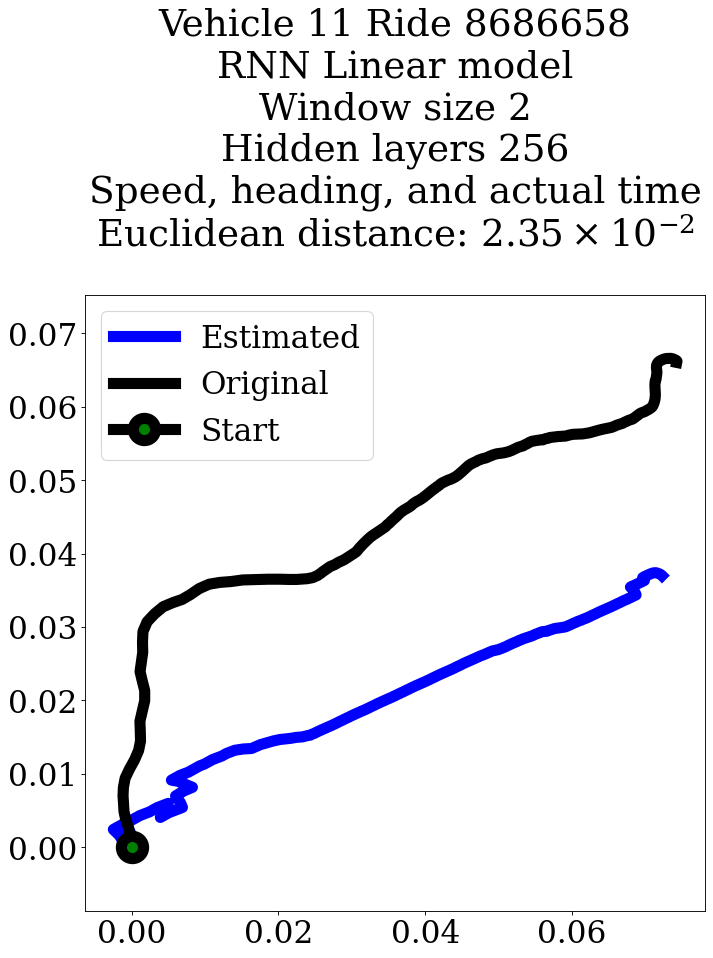 Vehicle 11 Ride 8686658
RNN Linear model
Window size 2
Hidden layers 256
Speed, heading, and actual time
Euclidean distance: 2.35 × 10⁻²
Estimated
Original
Start
0.07
0.06
0.05
0.04
0.03
0.02
0.01
0.00
0.00 0.02 0.04 0.06